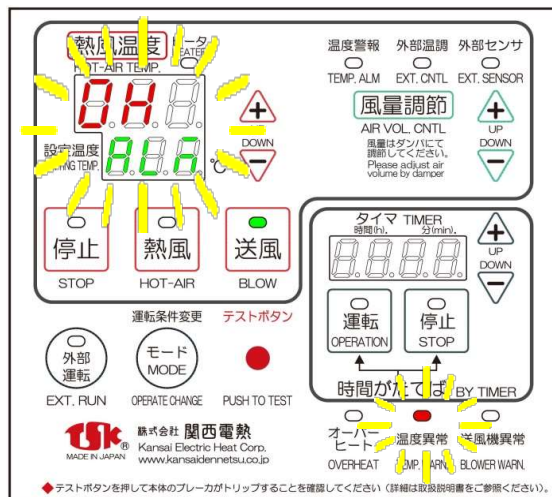 熱風温度
ヒーター
HEATER
HOT-AIR TEMP.
OH
設定温度
SETTING TEMP.
ALM
℃
DOWN
温度警報 外部温調 外部センサ
TEMP. ALM EXT. CNTL EXT. SENSOR
風量調節
AIR VOL. CNTL
風量はダンパにて
調節してください。
Please adjust air
volume by damper
UP
DOWN
停止
STOP
熱風
HOT-AIR
送風
BLOW
タイマ TIMER
時間(h). 分(min).
8.8.8.8.
UP
DOWN
運転
OPERATION
停止
STOP
時間がたてば BY TIMER
運転条件変更
テストボタン
外部
運転
EXT. RUN
モード
MODE
OPERATE CHANGE
PUSH TO TEST
オーバー
ヒート
OVERHEAT
温度異常
TEMP. WARN.
送風機異常
BLOWER WARN.
TSK®
MADE IN JAPAN
株式会社 関西電熱
Kansai Electric Heat Corp.
www.kansaidennetsu.co.jp
◆テストボタンを押して本体のブレーカがトリップすることを確認してください（詳細は取扱説明書をご参照ください）。